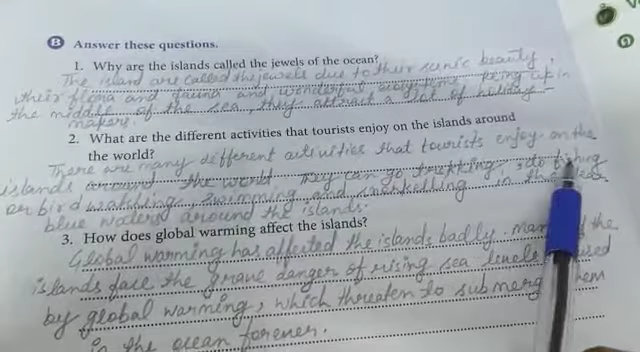 B Answer these questions.
1. Why are the islands called the jewels of the ocean?
The island are called the jewels due to their scenic beauty,
their flora and fauna and wonderful ecosystems. Being up in
the middle of the sea, they attract a lot of holiday-
makers.
2. What are the different activities that tourists enjoy on the islands around
the world?
There are many different activities that tourists enjoy on the
islands around the world. They can go trekking, go to fishing
or bird watching, swimming and snorkelling in the clear
blue waters around the islands.
3. How does global warming affect the islands?
Global warming has affected the islands badly. Many the
islands face the grave danger of rising sea levels
by global warming, which threaten to submerge them
in the ocean forever.